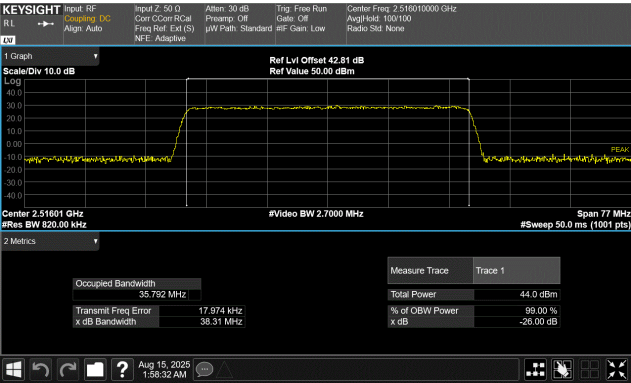 KEYSIGHT Input: RF Input Z: 50 Ω Atten: 30 dB Trig: Free Run Center Freq: 2.516010000 GHz
RL Coupling: DC Corr CCorr RCal Preamp: Off Gate: Off Avg|Hold: 100/100
Align: Auto Freq Ref: Ext (S) µW Path: Standard #IF Gain: Low Radio Std: None
LXI NFE: Adaptive
1 Graph
Ref Lvl Offset 42.81 dB
Scale/Div 10.0 dB Ref Value 50.00 dBm
Log
40.0
30.0
20.0
10.0
0.00
-10.0
PEAK
-20.0
-30.0
-40.0
Center 2.51601 GHz #Video BW 2.7000 MHz Span 77 MHz
#Res BW 820.00 kHz #Sweep 50.0 ms (1001 pts)
2 Metrics
Measure Trace Trace 1
Occupied Bandwidth
35.792 MHz
Total Power 44.0 dBm
Transmit Freq Error 17.974 kHz
% of OBW Power 99.00 %
x dB Bandwidth 38.31 MHz
x dB -26.00 dB
?
Aug 15, 2025
1:58:32 AM